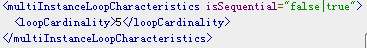 <multiInstanceLoopCharacteristics isSequential="false|true">
<loopCardinality>5</loopCardinality>
</multiInstanceLoopCharacteristics>